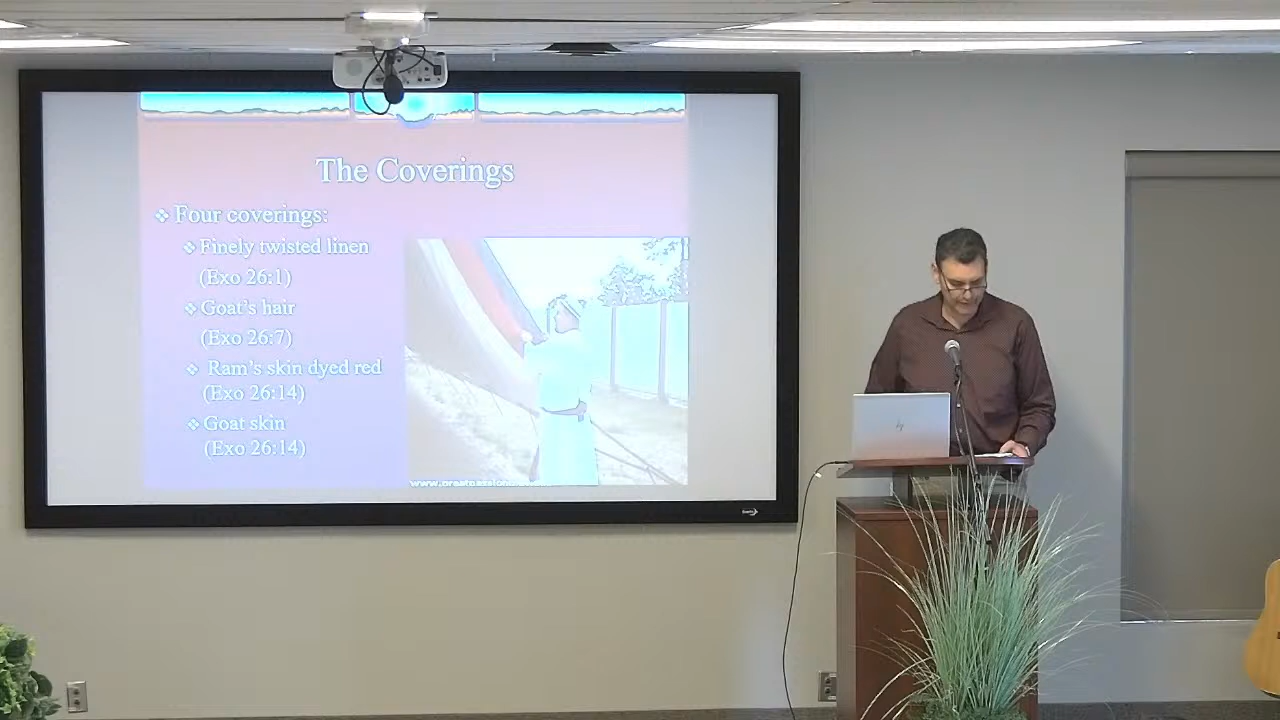 The Coverings
❖ Four coverings:
❖ Finely twisted linen
(Exo 26:1)
❖ Goat's hair
(Exo 26:7)
❖ Ram's skin dyed red
(Exo 26:14)
❖ Goat skin
(Exo 26:14)
hp